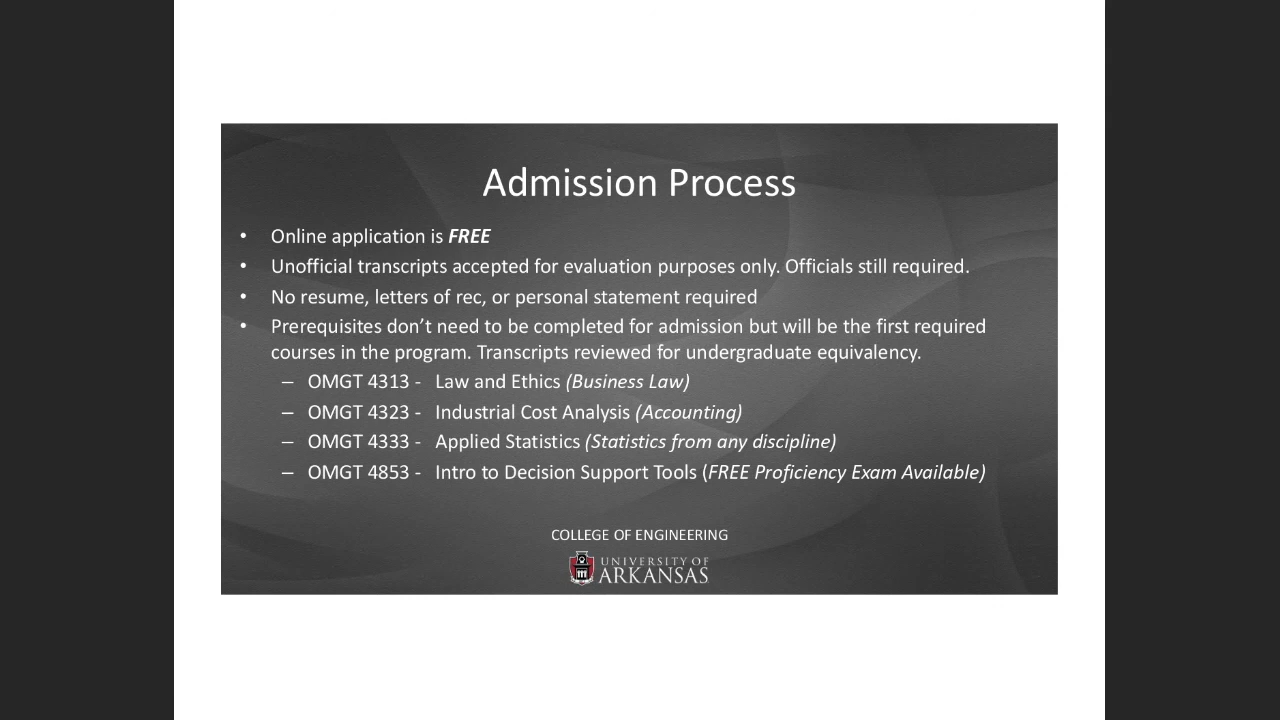 Admission Process
• Online application is FREE
• Unofficial transcripts accepted for evaluation purposes only. Officials still required.
• No resume, letters of rec, or personal statement required
• Prerequisites don’t need to be completed for admission but will be the first required
courses in the program. Transcripts reviewed for undergraduate equivalency.
– OMGT 4313 - Law and Ethics (Business Law)
– OMGT 4323 - Industrial Cost Analysis (Accounting)
– OMGT 4333 - Applied Statistics (Statistics from any discipline)
– OMGT 4853 - Intro to Decision Support Tools (FREE Proficiency Exam Available)
COLLEGE OF ENGINEERING
UNIVERSITY OF
ARKANSAS